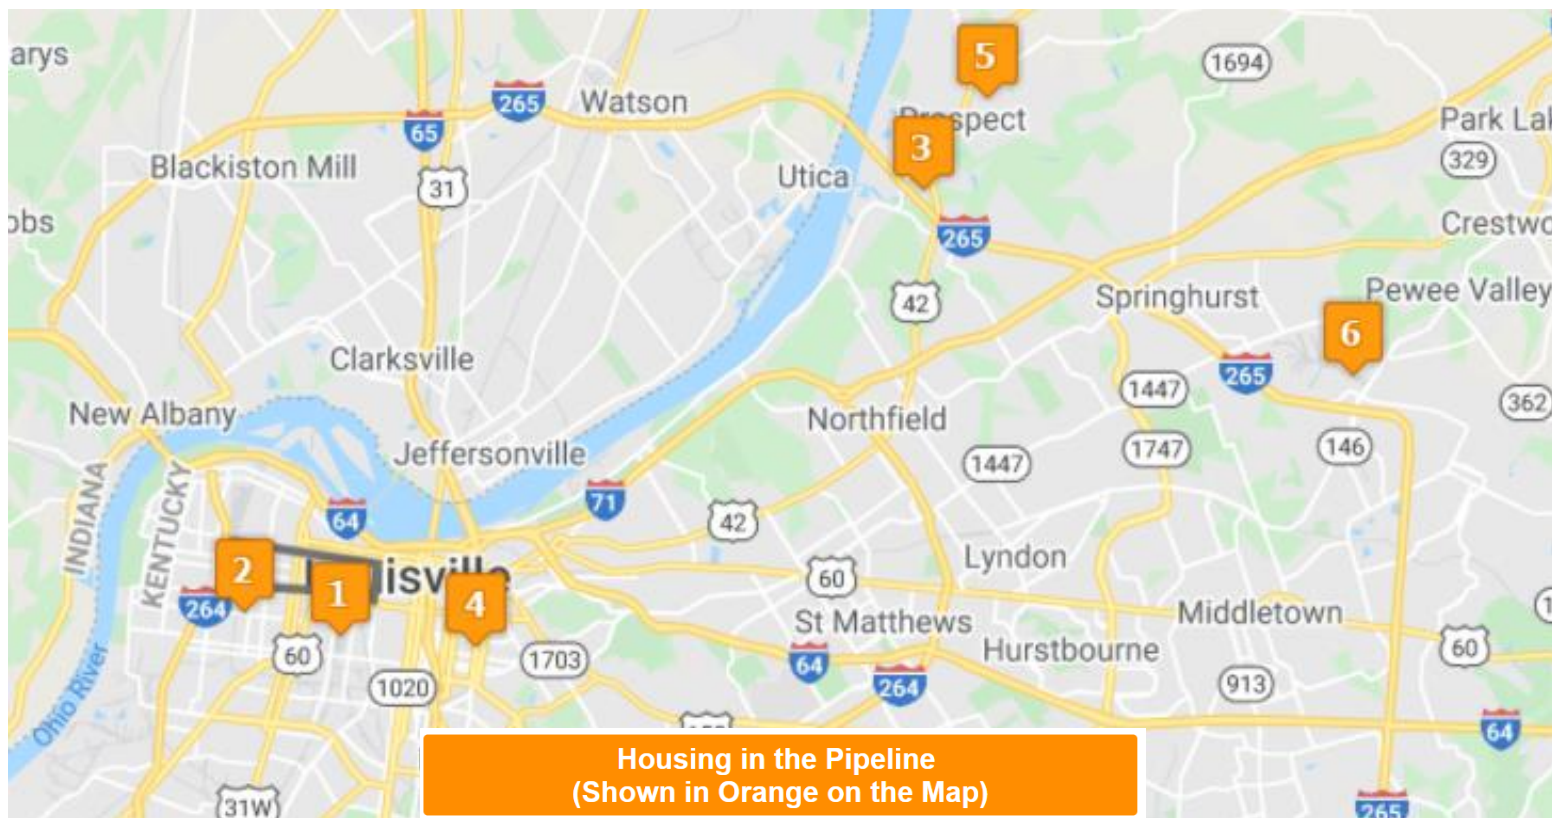 5
1694
arys
265
Watson
Park Lak
65
Prospect
3
329
Blackiston Mill
31
Utica
obs
Crestwo
265
42
Springhurst
Pewee Valley
6
Clarksville
265
1447
362
New Albany
Northfield
Jeffersonville
1747
146
1447
71
INDIANA
KENTUCKY
64
42
Lyndon
2
isville
60
1
4
264
Middletown
St Matthews
60
60
Hurstbourne
1703
64
1020
264
913
Ohio River
64
Housing in the Pipeline
(Shown in Orange on the Map)
31W
265